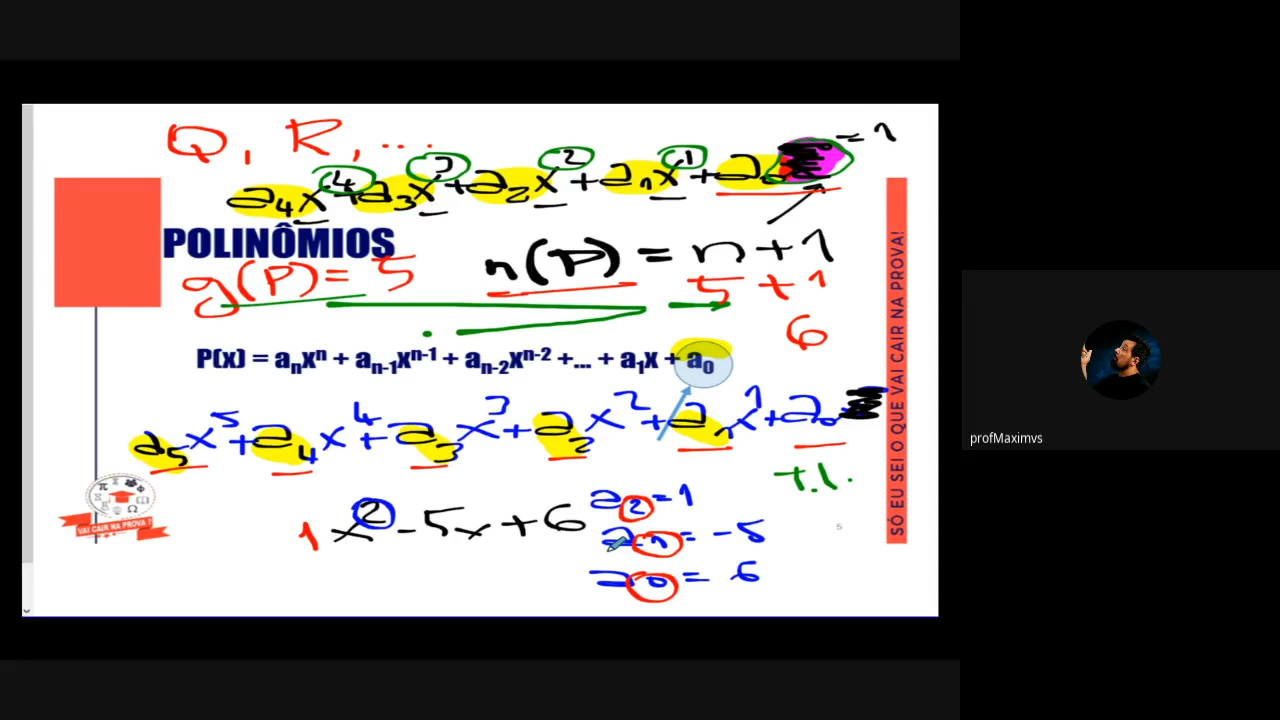 Q, R, ...
a₄x⁴+a₃x³+a₂x²+a₁x¹+a₀ = 1
POLINÔMIOS
n(P) = n+1
g(P) = 5
5 + 1
6
P(x) = aₙxⁿ + aₙ₋₁xⁿ⁻¹ + aₙ₋₂xⁿ⁻² +... + a₁x + a₀
a₅x⁵+a₄x⁴+a₃x³+a₂x²+a₁x¹+a₀
t.I.
1x²-5x+6
a₂=1
a₁=-5
a₀=6
VAI CAIR NA PROVA ?
5
SÓ EU SEI O QUE VAI CAIR NA PROVA!
profMaximvs